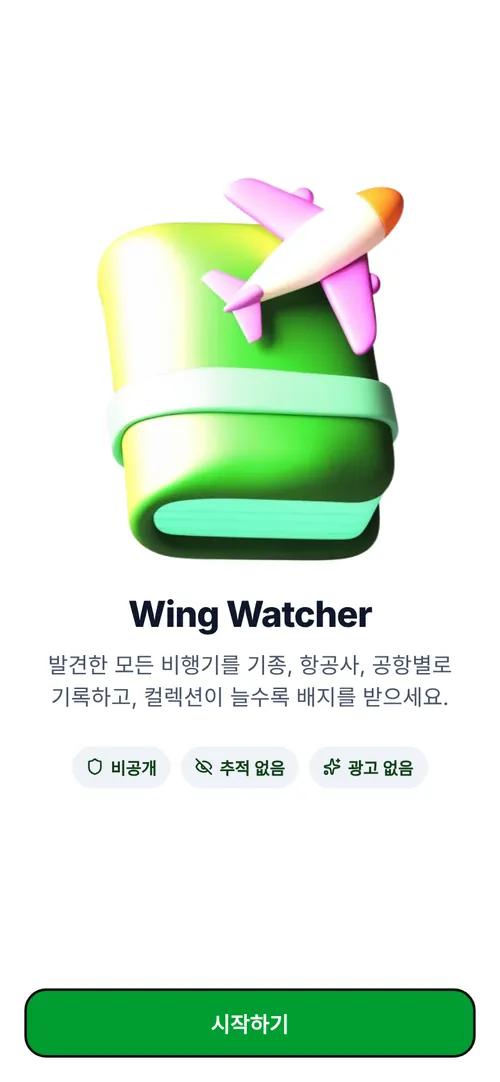 Wing Watcher
발견한 모든 비행기를 기종, 항공사, 공항별로
기록하고, 컬렉션이 늘수록 배지를 받으세요.
비공개
추적 없음
광고 없음
시작하기